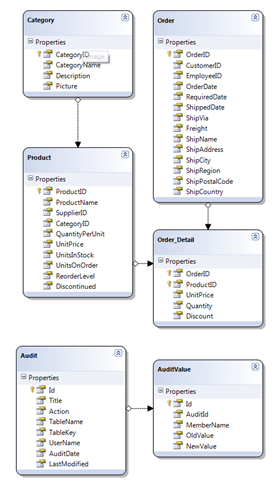 Category
Properties
CategoryID
CategoryName
Description
Picture
Order
Properties
OrderID
CustomerID
EmployeeID
OrderDate
RequiredDate
ShippedDate
ShipVia
Freight
ShipName
ShipAddress
ShipCity
ShipRegion
ShipPostalCode
ShipCountry
Product
Properties
ProductID
ProductName
SupplierID
CategoryID
QuantityPerUnit
UnitPrice
UnitsInStock
UnitsOnOrder
ReorderLevel
Discontinued
Order_Detail
Properties
OrderID
ProductID
UnitPrice
Quantity
Discount
Audit
Properties
Id
Title
Action
TableName
TableKey
UserName
AuditDate
LastModified
AuditValue
Properties
Id
AuditId
MemberName
OldValue
NewValue